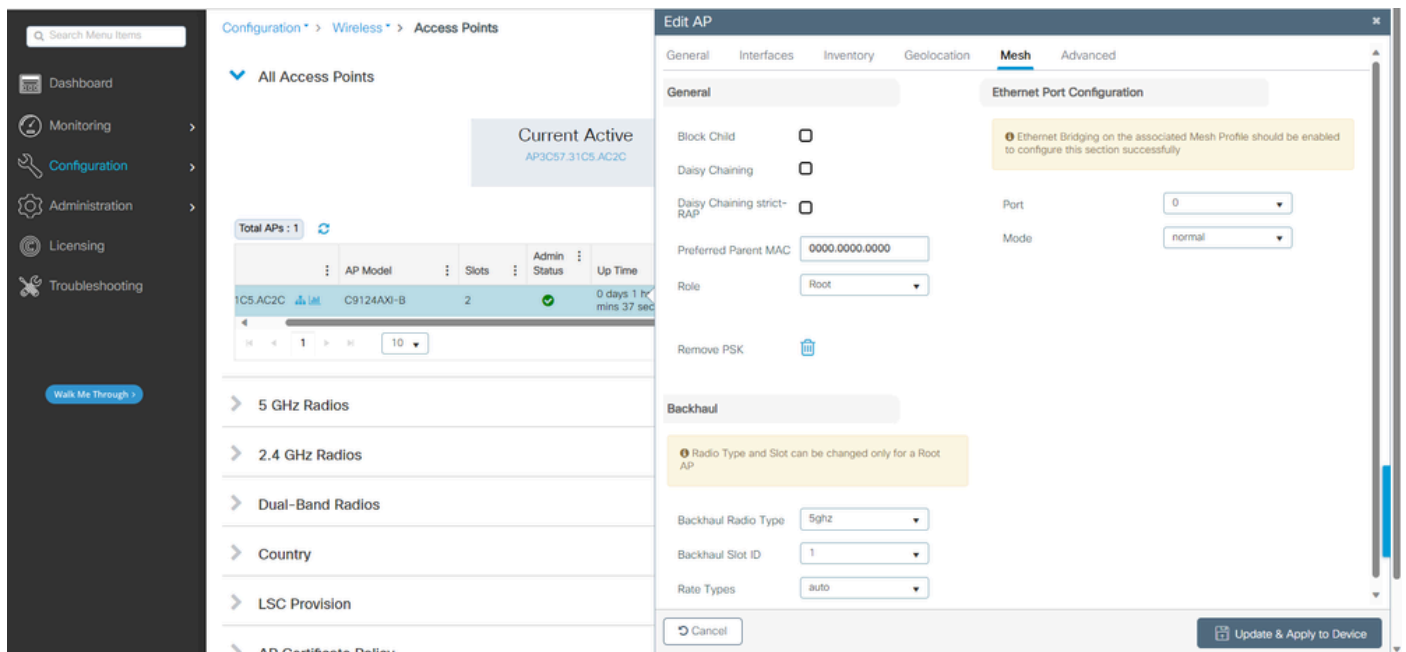 Search Menu Items
Dashboard
Monitoring
Configuration
Administration
Licensing
Troubleshooting
Walk Me Through >
Configuration > Wireless > Access Points
All Access Points
Current Active
AP3C57.31C5.AC2C
Total APs : 1
AP Model
Slots
Admin
Status
Up Time
1C5.AC2C
C9124AXI-B
2
0 days 1
mins 37 sec
1
10
5 GHz Radios
2.4 GHz Radios
Dual-Band Radios
Country
LSC Provision
AP Certificate Policy
Edit AP
General
Interfaces
Inventory
Geolocation
Mesh
Advanced
General
Block Child
Daisy Chaining
Daisy Chaining strict-
RAP
Preferred Parent MAC
0000.0000.0000
Role
Root
Remove PSK
Backhaul
Radio Type and Slot can be changed only for a Root
AP
Backhaul Radio Type
5ghz
Backhaul Slot ID
1
Rate Types
auto
Ethernet Port Configuration
Ethernet Bridging on the associated Mesh Profile should be enabled
to configure this section successfully
Port
0
Mode
normal
Cancel
Update & Apply to Device